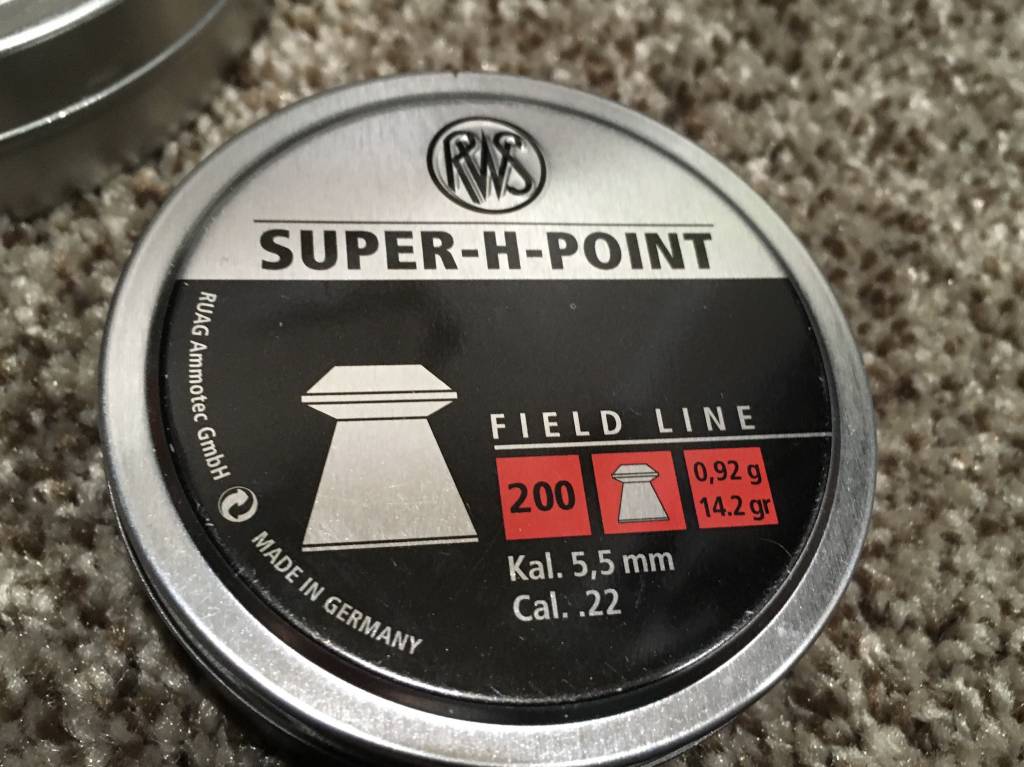 RWS
SUPER-H-POINT
RUAG Ammotec GmbH
MADE IN GERMANY
FIELD LINE
200
0,92 g
14.2 gr
Kal. 5,5 mm
Cal. .22